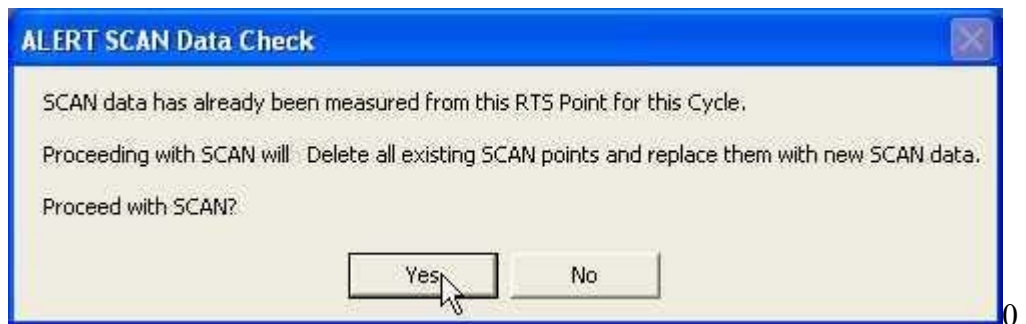 ALERT SCAN Data Check
SCAN data has already been measured from this RTS Point for this Cycle.
Proceeding with SCAN will Delete all existing SCAN points and replace them with new SCAN data.
Proceed with SCAN?
Yes No
0